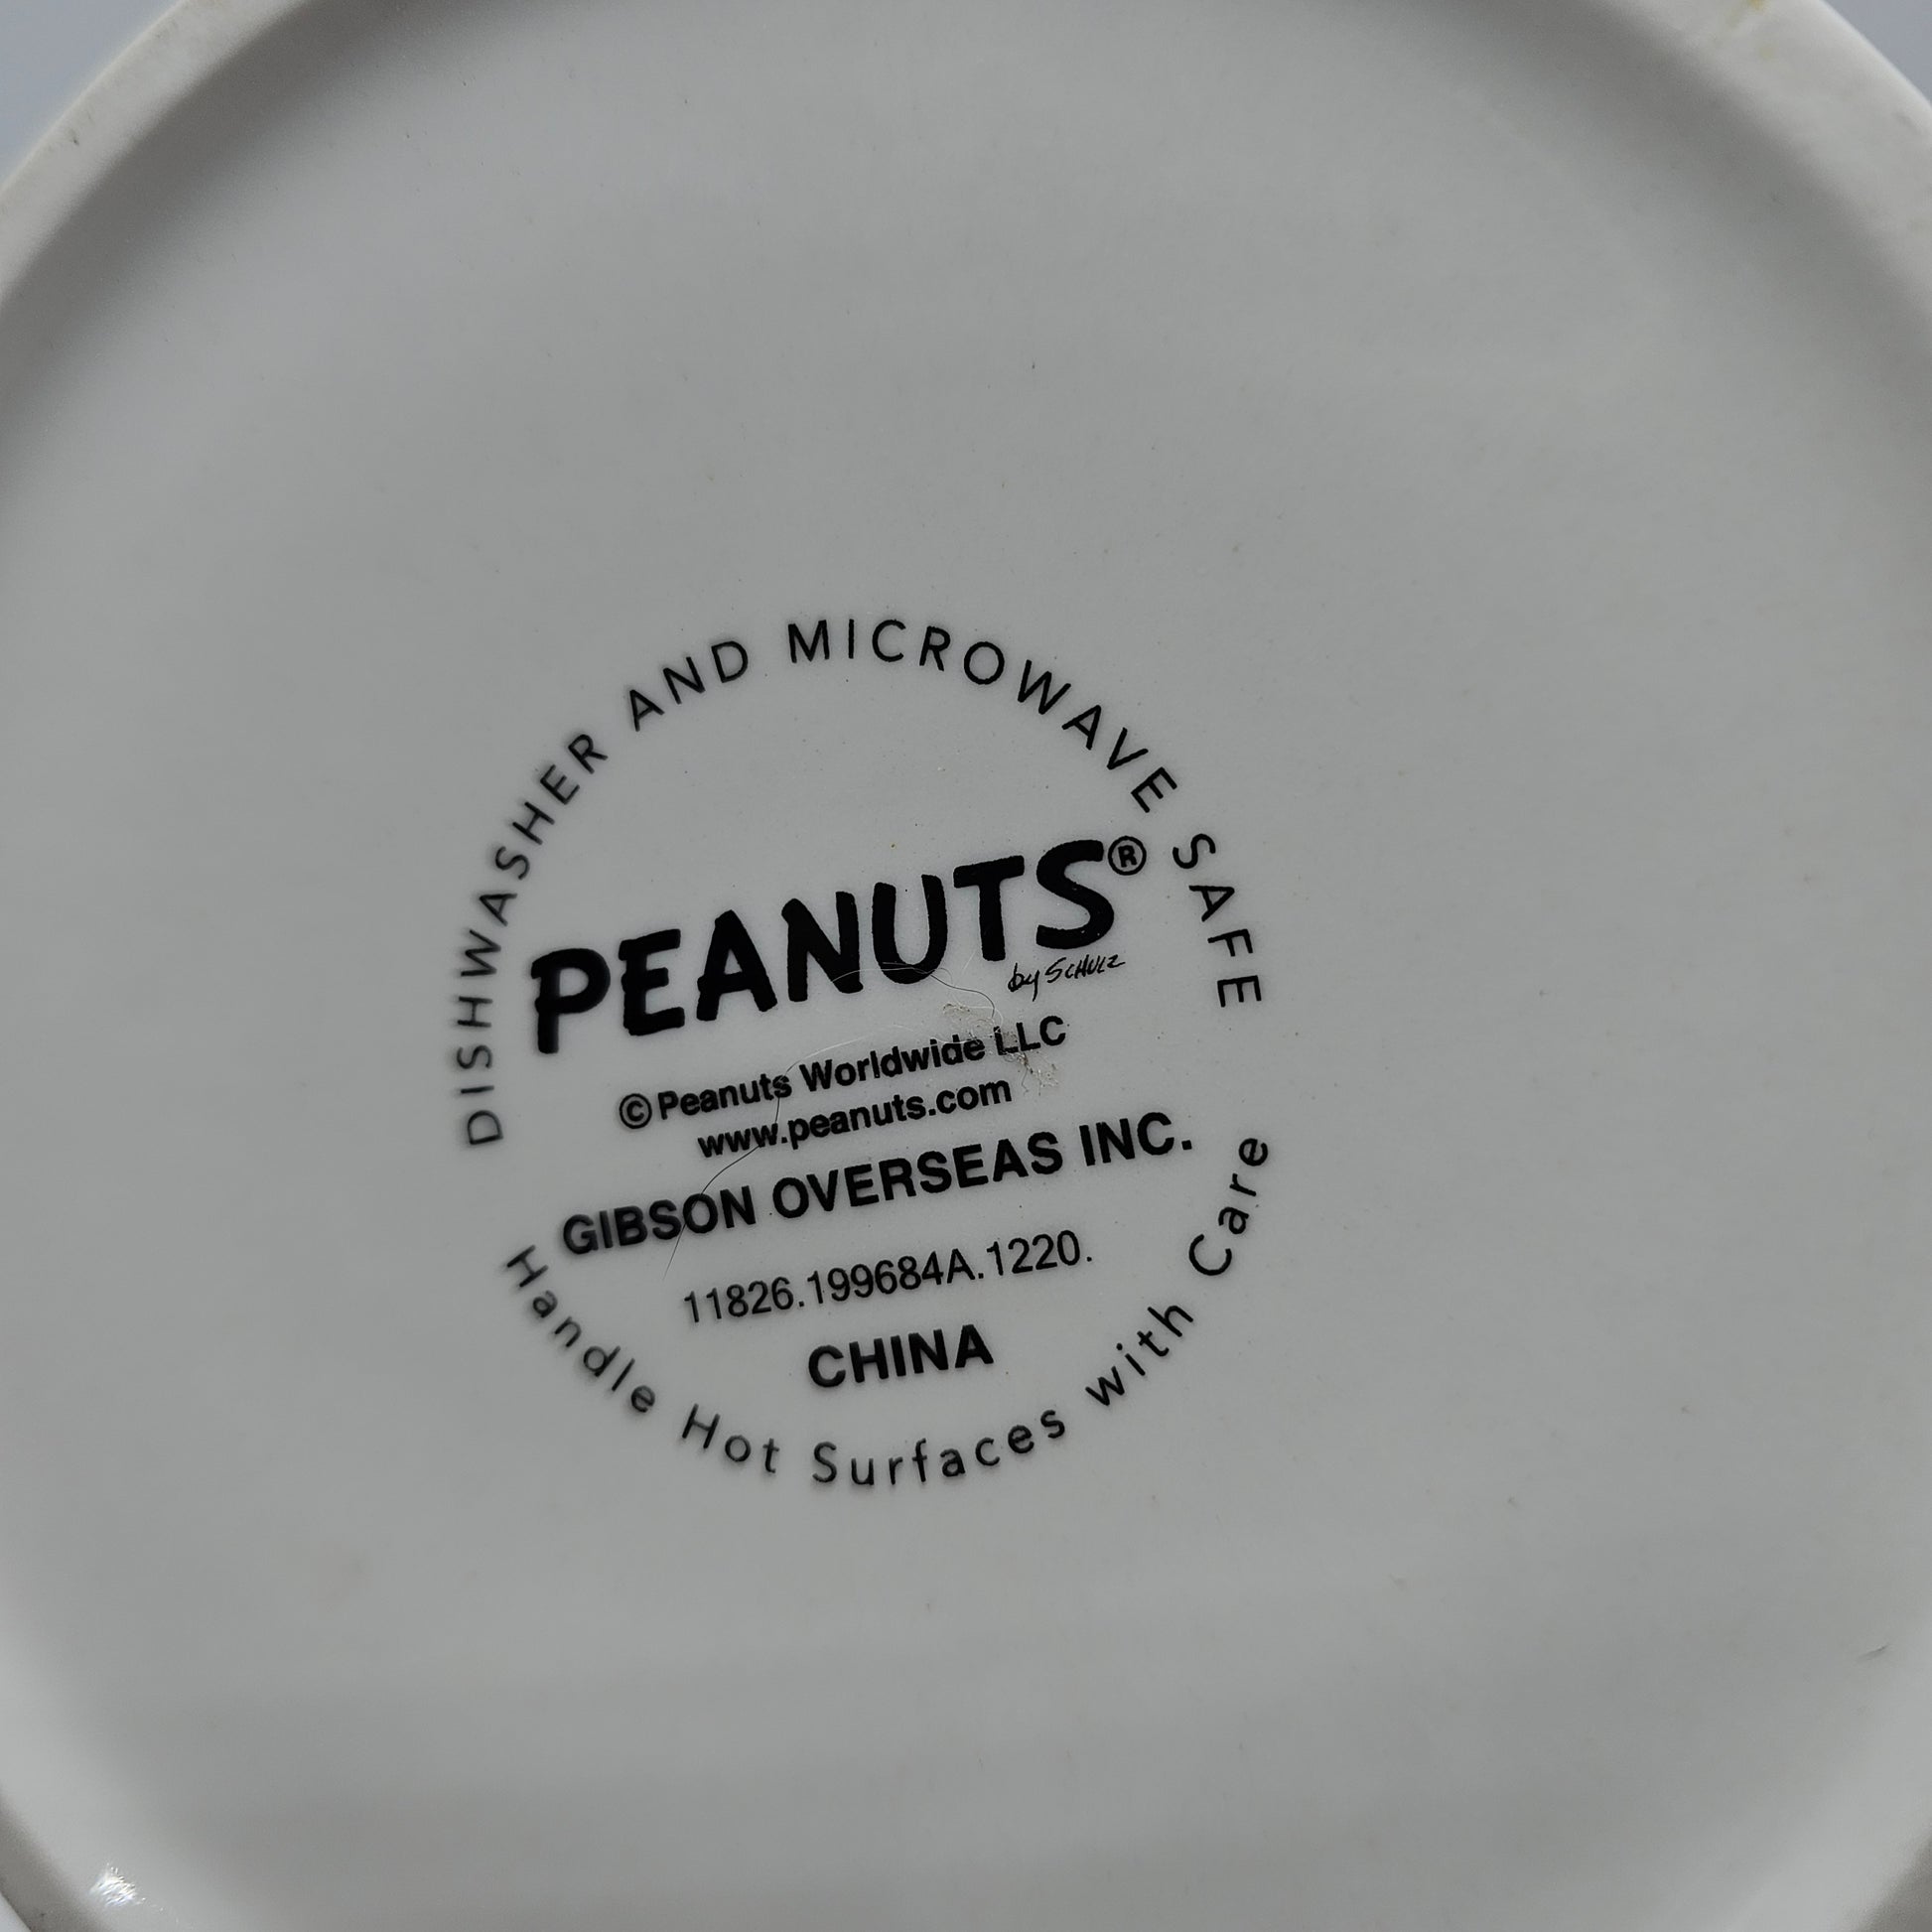 DISHWASHER AND MICROWAVE SAFE
PEANUTS®
by SCHULZ
©Peanuts Worldwide LLC
www.peanuts.com
GIBSON OVERSEAS INC.
11826.199684A.1220.
CHINA
Handle Hot Surfaces with Care